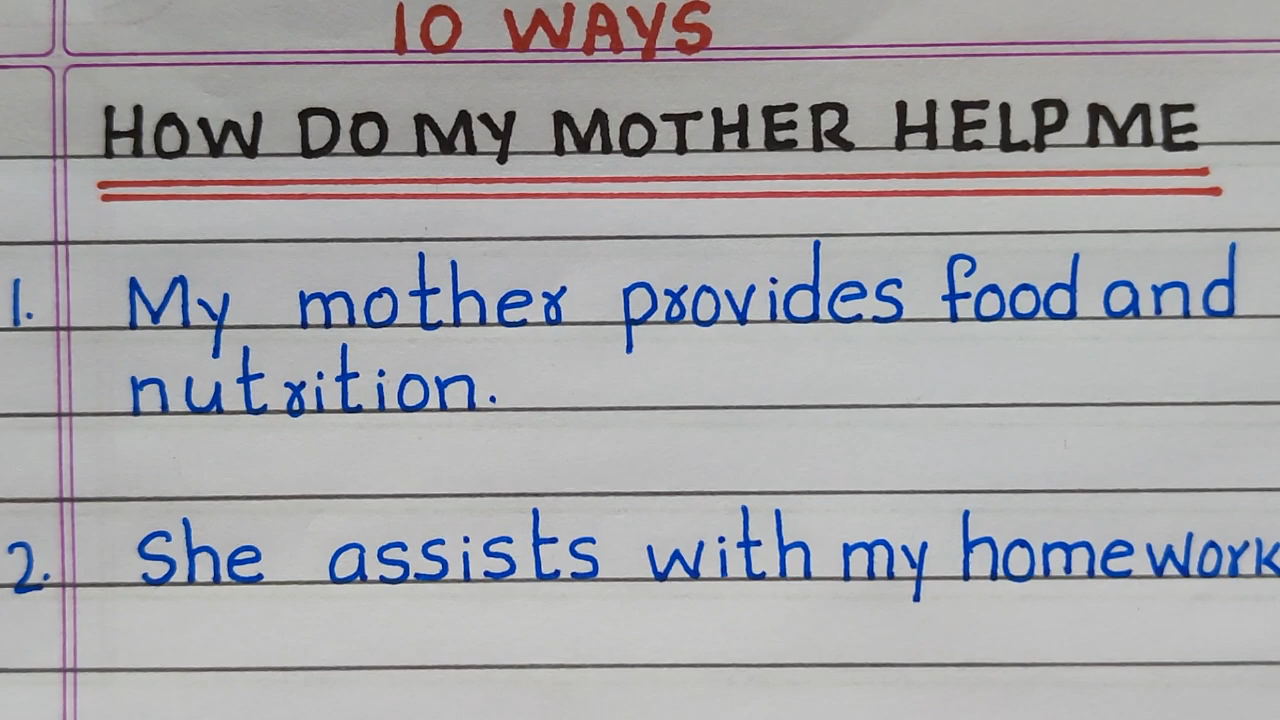 10 WAYS
HOW DO MY MOTHER HELP ME
1. My mother provides food and
nutrition.
2. She assists with my homework